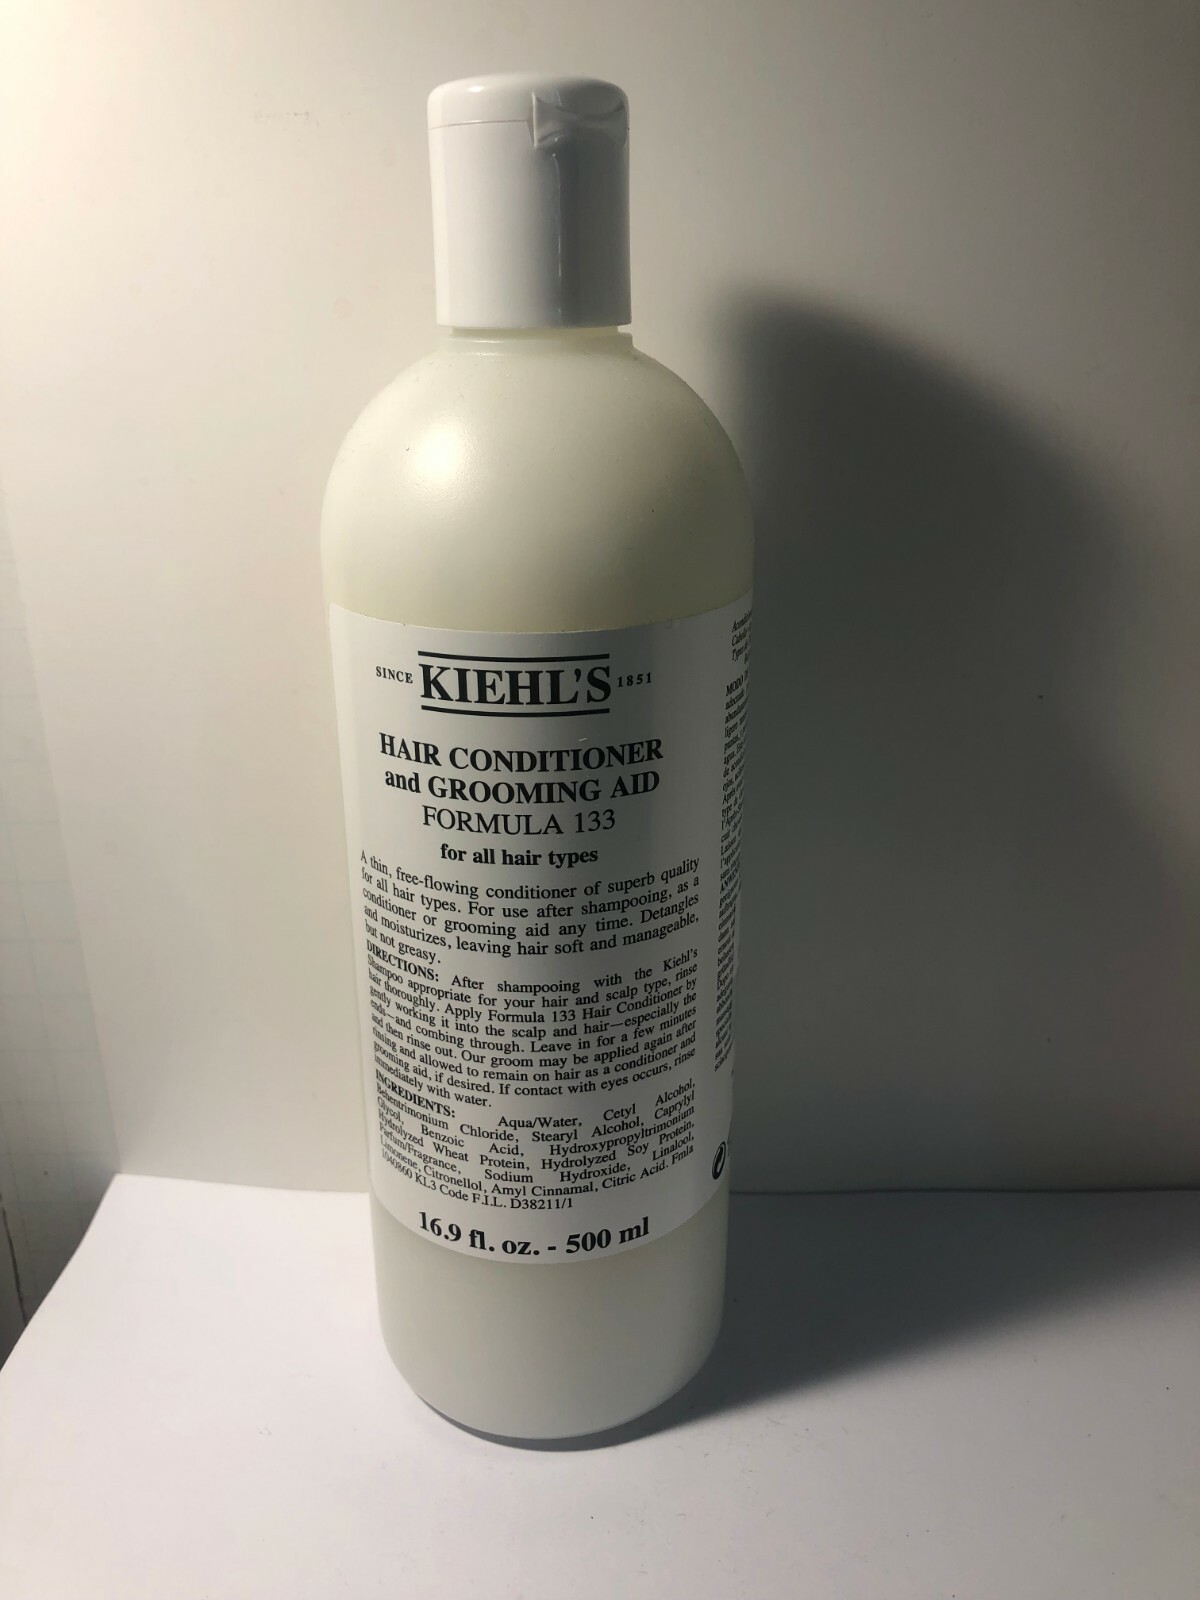 SINCE KIEHL'S 1851
HAIR CONDITIONER
and GROOMING AID
FORMULA 133
for all hair types
A thin, free-flowing conditioner of superb quality
for all hair types. For use after shampooing, as a
conditioner or grooming aid any time. Detangles
and moisturizes, leaving hair soft and manageable,
but not greasy.
DIRECTIONS: After shampooing with the Kiehl's
Shampoo appropriate for your hair and scalp type, rinse
hair thoroughly. Apply Formula 133 Hair Conditioner by
gently working it into the scalp and hair—especially the
ends—and combing through. Leave in for a few minutes
and then rinse out. Our groom may be applied again after
rinsing and allowed to remain on hair as a conditioner and
grooming aid, if desired. If contact with eyes occurs, rinse
immediately with water.
INGREDIENTS: Aqua/Water, Cetyl Alcohol,
Behentrimonium Chloride, Stearyl Alcohol, Caprylyl
Glycol, Benzoic Acid, Hydroxypropyltrimonium
Hydrolyzed Wheat Protein, Hydrolyzed Soy Protein,
Parfum/Fragrance, Sodium Hydroxide, Linalool,
Limonene, Citronellol, Amyl Cinnamal, Citric Acid. Fmla
1040860 KL3 Code F.I.L. D38211/1
16.9 fl. oz. - 500 ml
MODO